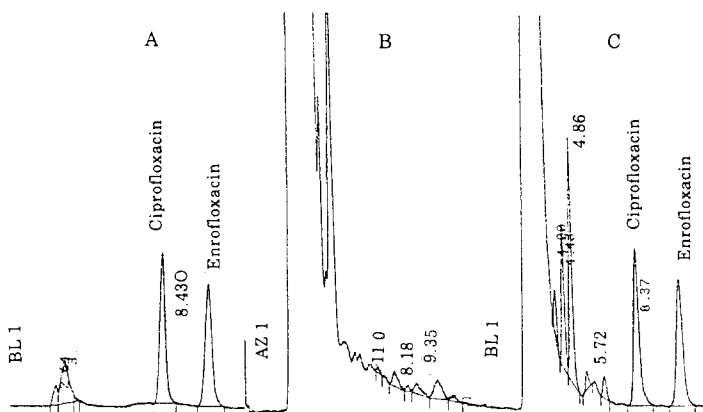 A
BL 1
Ciprofloxacin
8.430
Enrofloxacin
AZ 1
B
11 0
8.18
9.35
BL 1
C
4.86
5.72
Ciprofloxacin
8.37
Enrofloxacin